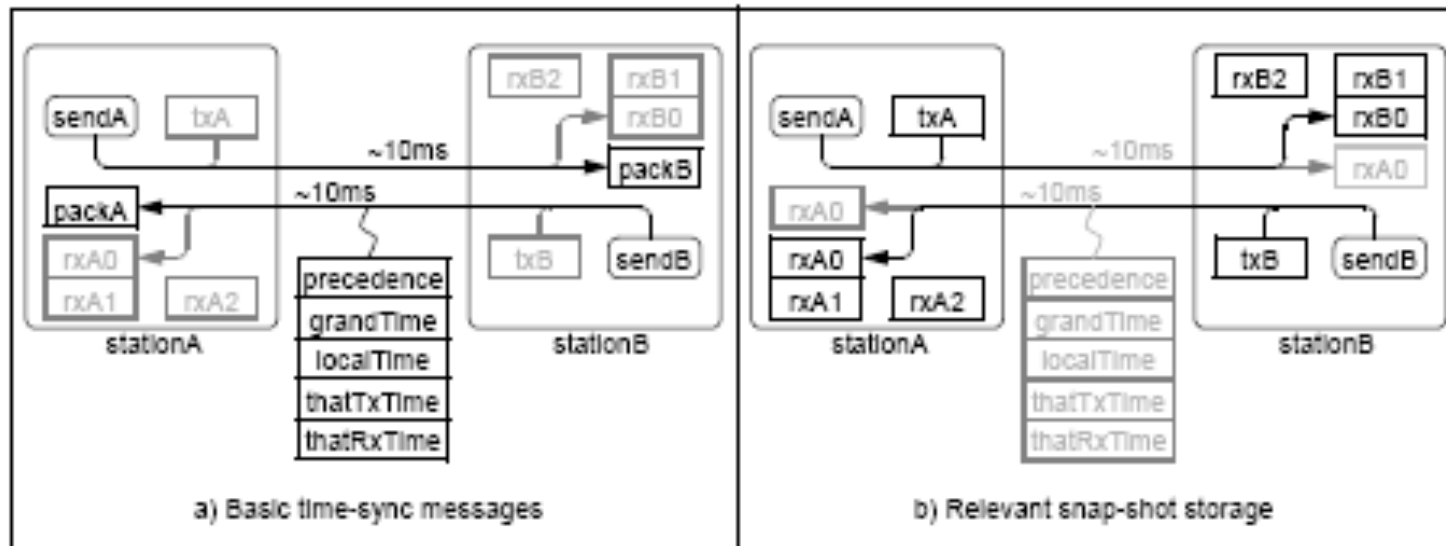 rxB2
rxB1
sendA
txA
rxB0
~10ms
packB
~10ms
packA
rxA0
txB
sendB
rxA1
rxA2
precedence
grandTime
localTime
thatTxTime
thatRxTime
stationA
stationB
a) Basic time-sync messages
rxB2
rxB1
sendA
txA
rxB0
~10ms
rxA0
~10ms
rxA0
rxA0
txB
sendB
rxA1
rxA2
precedence
grandTime
localTime
thatTxTime
thatRxTime
stationA
stationB
b) Relevant snap-shot storage